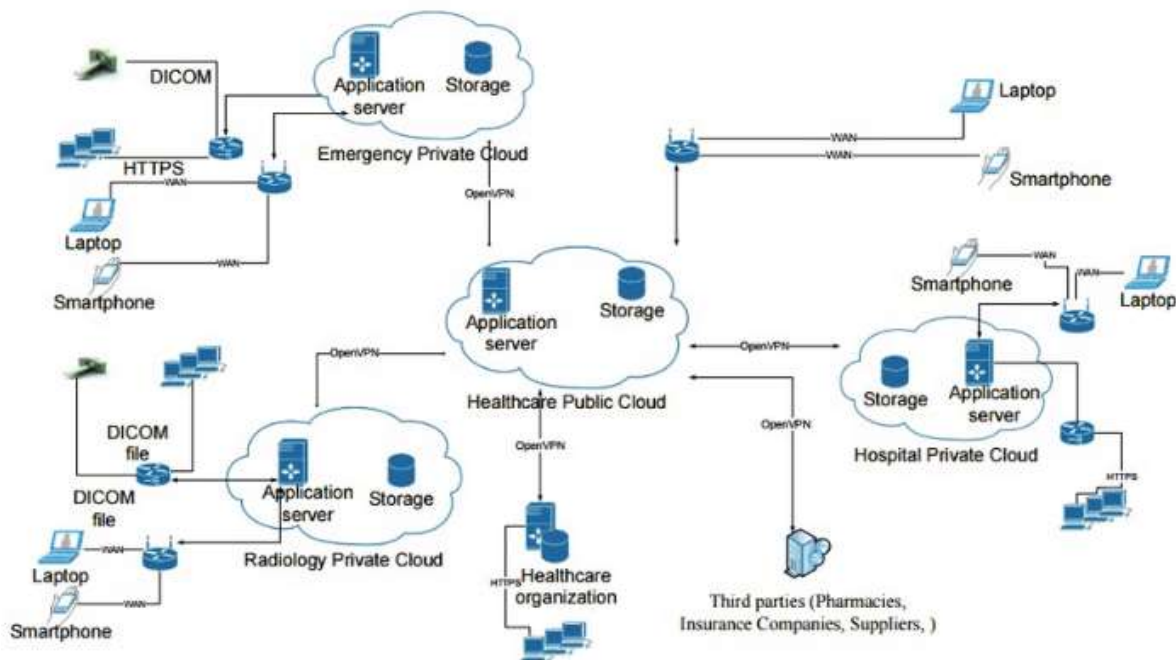 DICOM
Application
server
Storage
Emergency Private Cloud
HTTPS
WAN
Laptop
WAN
Smartphone
OpenVPN
Laptop
WAN
WAN
Smartphone
Application
server
Storage
Healthcare Public Cloud
Smartphone
WAN
WAN
Laptop
OpenVPN
Storage
Application
server
Hospital Private Cloud
HTTPS
OpenVPN
DICOM
file
DICOM
file
Application
server
Storage
Radiology Private Cloud
Laptop
WAN
WAN
Smartphone
OpenVPN
Healthcare
organization
HTTPS
OpenVPN
Third parties (Pharmacies,
Insurance Companies, Suppliers, )